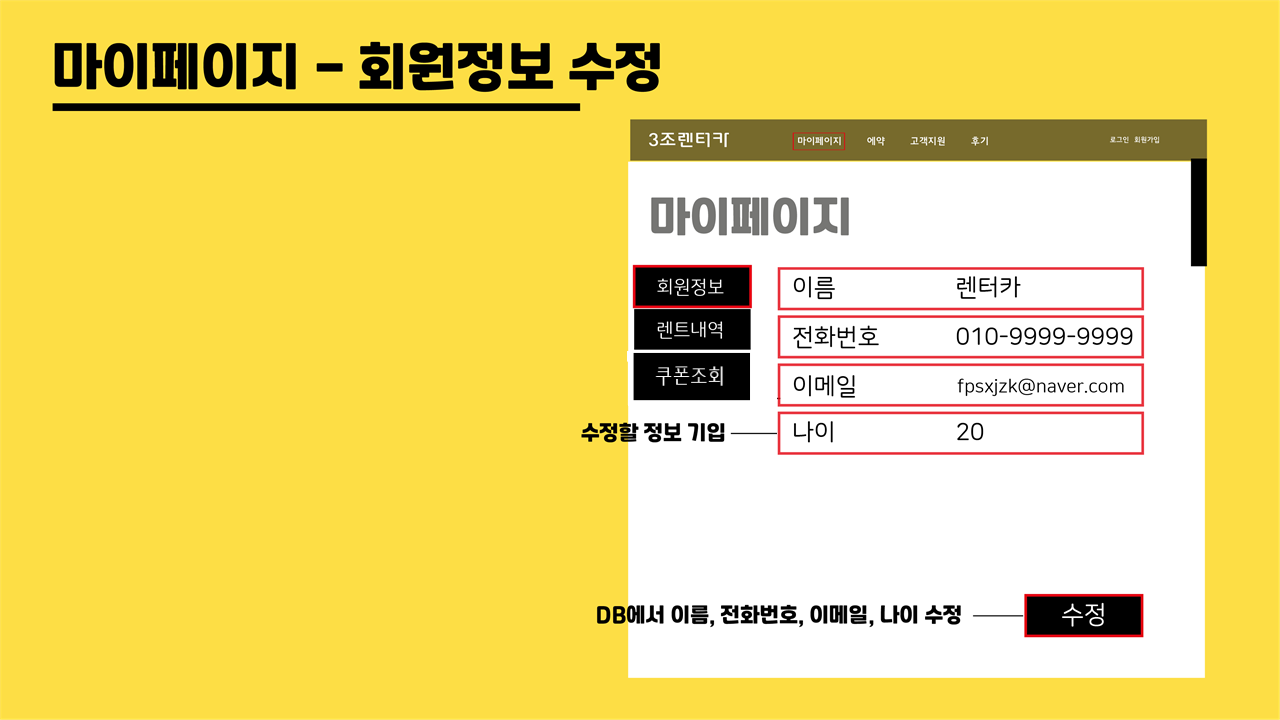 마이페이지 - 회원정보 수정
3조렌터카 마이페이지 예약 고객지원 후기 로그인 회원가입
마이페이지
회원정보
렌트내역
쿠폰조회
이름 렌터카
전화번호 010-9999-9999
이메일 fpsxjzk@naver.com
수정할 정보 기입
나이 20
DB에서 이름, 전화번호, 이메일, 나이 수정
수정